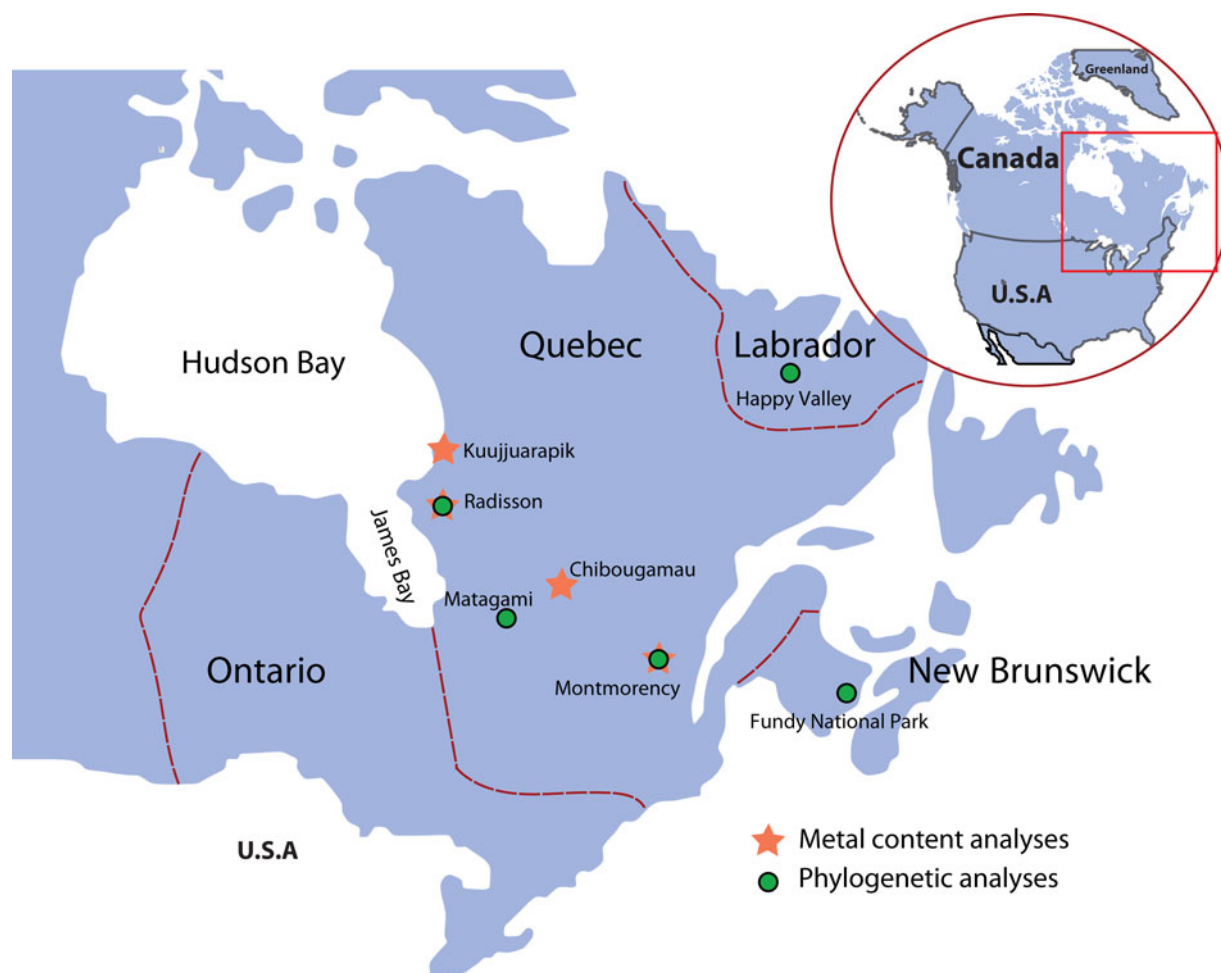 Greenland
Canada
U.S.A
Hudson Bay
Quebec
Labrador
Happy Valley
Kuujjuarapik
Radisson
James Bay
Chibougamau
Matagami
Ontario
Montmorency
New Brunswick
Fundy National Park
U.S.A
Metal content analyses
Phylogenetic analyses